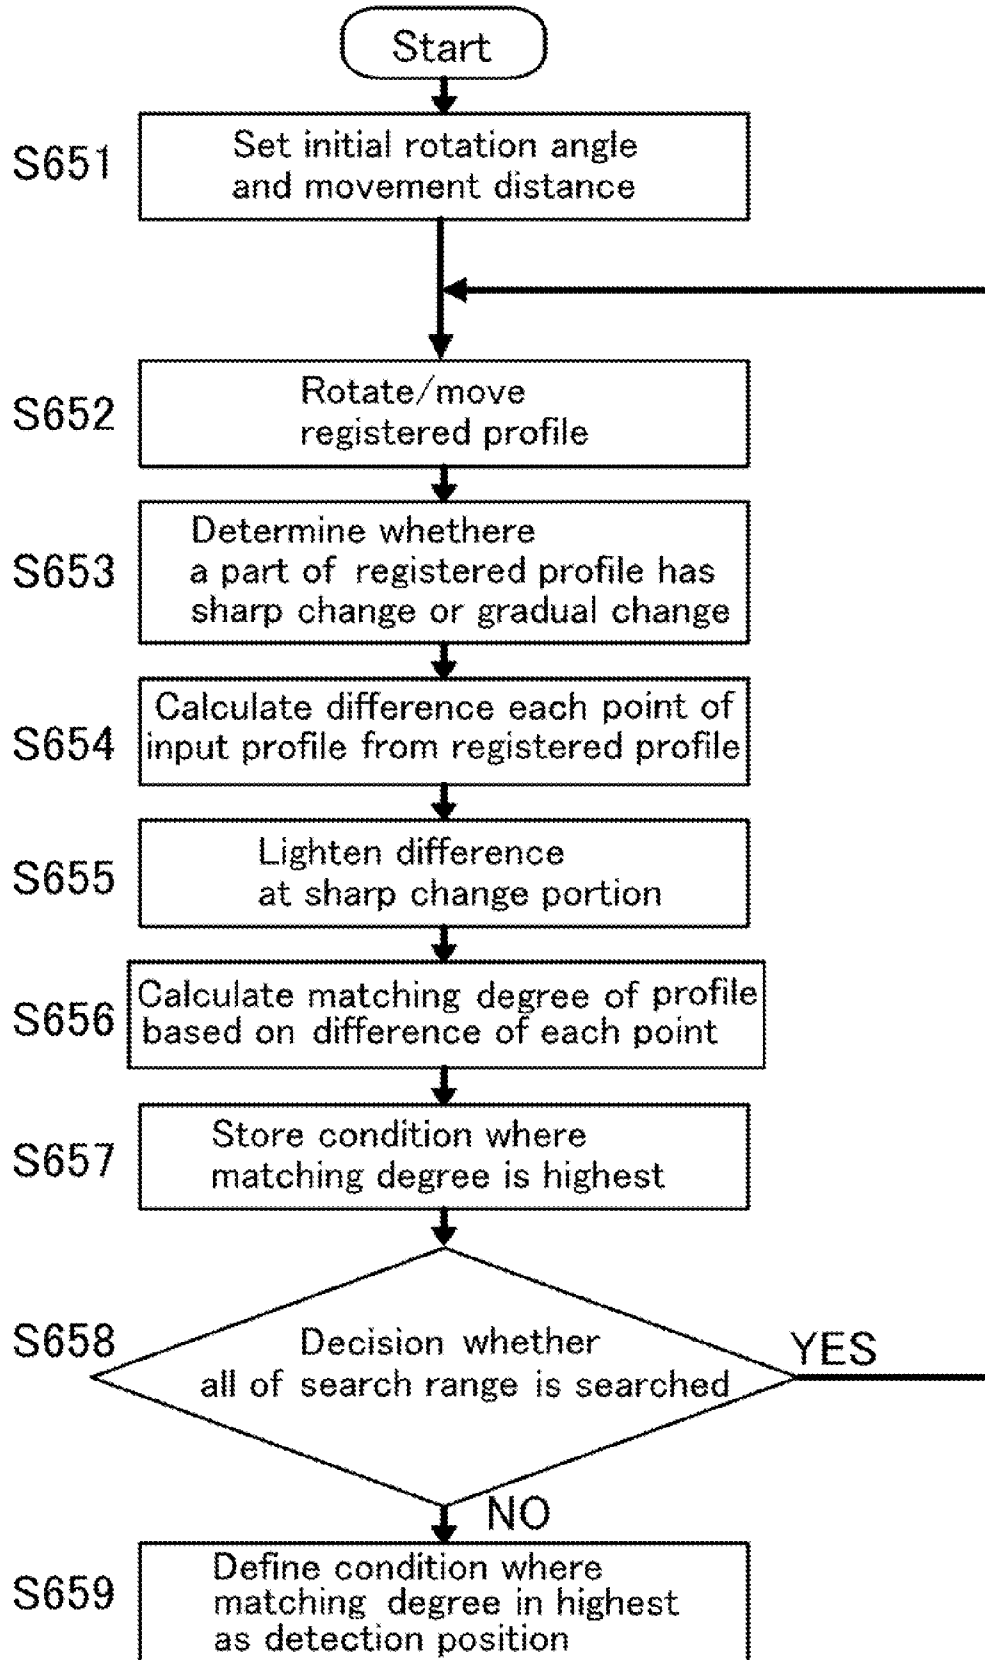 Start
S651
Set initial rotation angle
and movement distance
S652
Rotate/move
registered profile
S653
Determine whethere
a part of registered profile has
sharp change or gradual change
S654
Calculate difference each point of
input profile from registered profile
S655
Lighten difference
at sharp change portion
S656
Calculate matching degree of profile
based on difference of each point
S657
Store condition where
matching degree is highest
S658
Decision whether
all of search range is searched
YES
NO
S659
Define condition where
matching degree in highest
as detection position